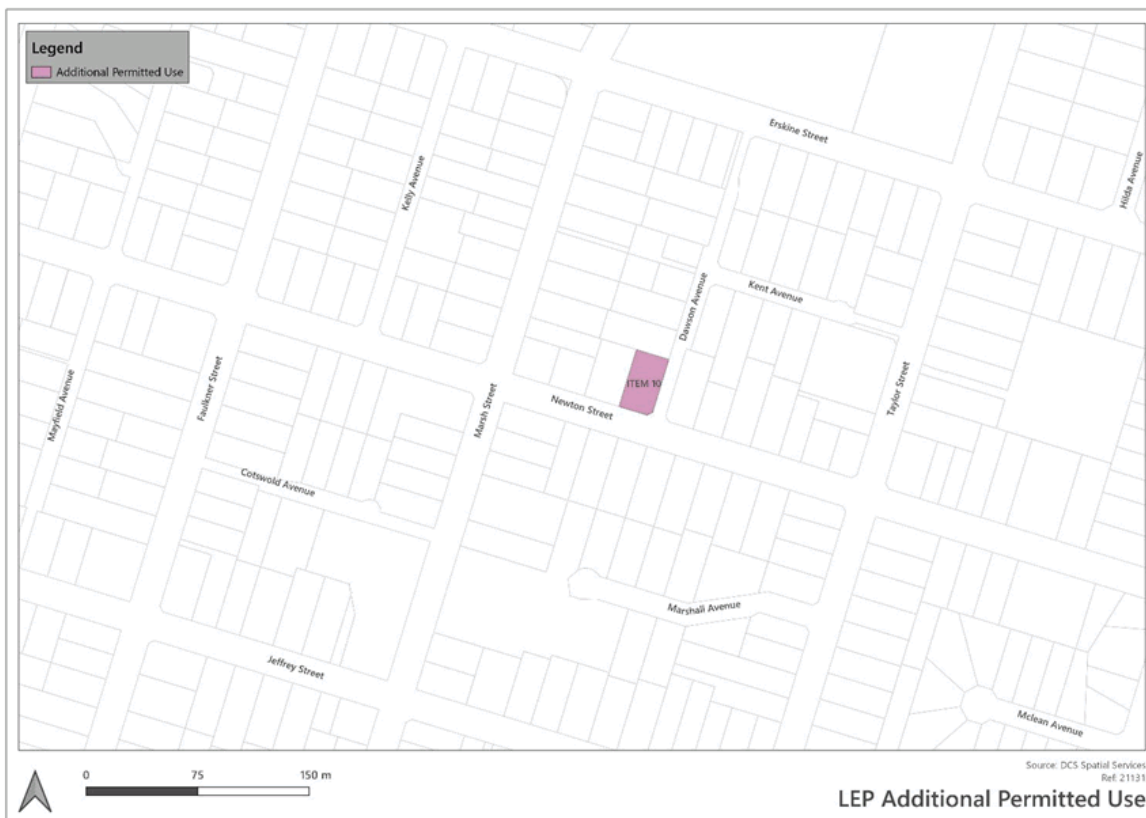 Legend
Additional Permitted Use
Erskine Street
Hilda Avenue
Kelly Avenue
Kent Avenue
Dawson Avenue
ITEM 10
Newton Street
Taylor Street
Marsh Street
Faulkner Street
Mayfield Avenue
Cotswold Avenue
Marshall Avenue
Jeffrey Street
Mclean Avenue
0 75 150 m
Source: DCS Spatial Services
Ref: 21131
LEP Additional Permitted Use